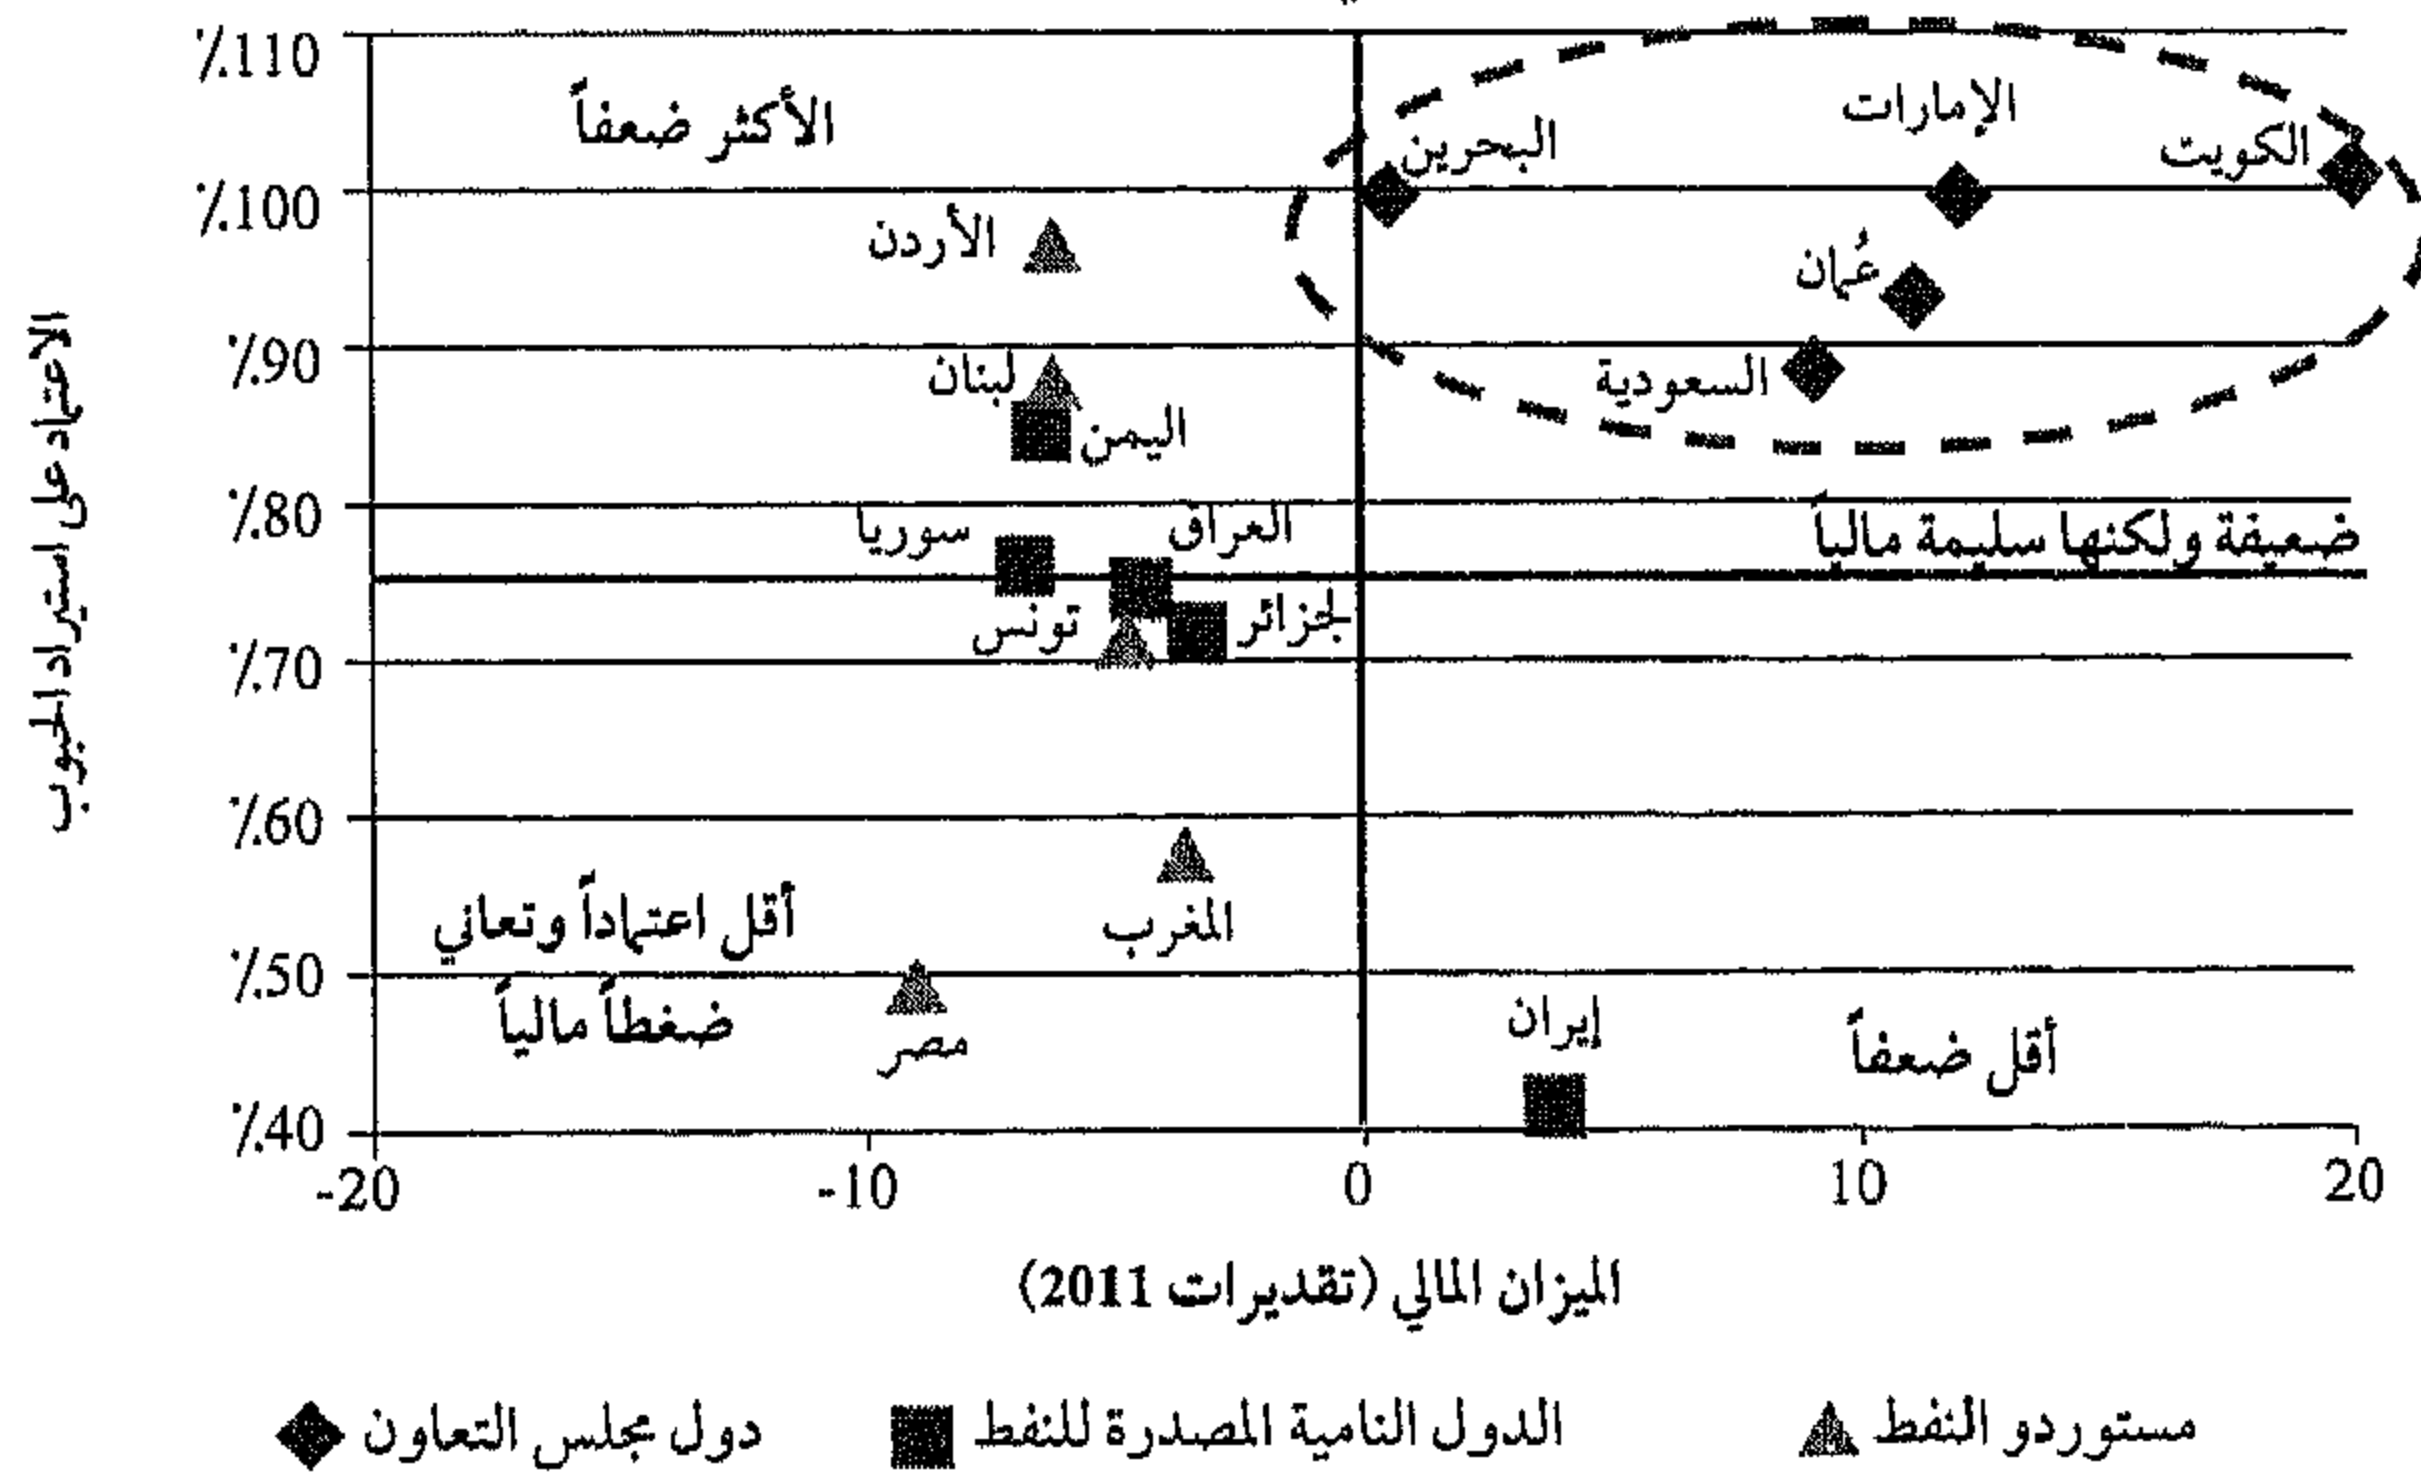 الاعتماد على استيراد الحبوب
٪110
٪100
٪90
٪80
٪70
٪60
٪50
٪40
الأكثر ضعفاً
البحرين
الإمارات
الكويت
الأردن
عُمان
لبنان
السعودية
اليمن
سوريا
العراق
ضعيفة ولكنها سليمة مالياً
تونس
لجزائر
المغرب
أقل اعتماداً وتعاني
ضغطاً مالياً
مصر
إيران
أقل ضعفاً
-20
-10
0
10
20
الميزان المالي (تقديرات 2011)
مستوردو النفط
الدول النامية المصدرة للنفط
دول مجلس التعاون